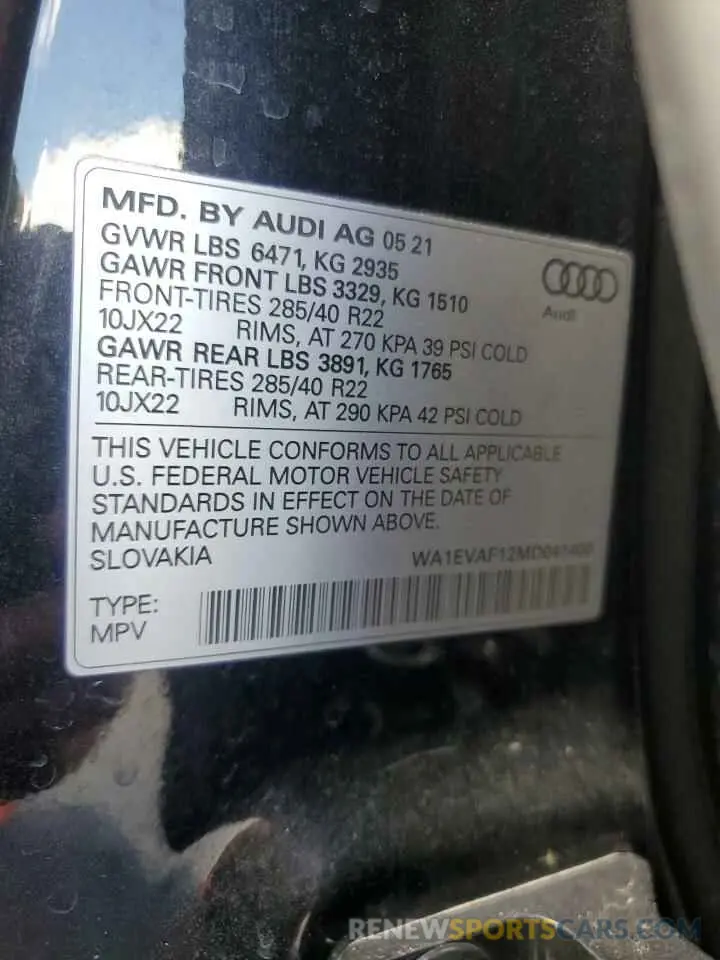 MFD. BY AUDI AG 05 21
GVWR LBS 6471, KG 2935
GAWR FRONT LBS 3329, KG 1510
FRONT-TIRES 285/40 R22
10JX22 RIMS, AT 270 KPA 39 PSI COLD
GAWR REAR LBS 3891, KG 1765
REAR-TIRES 285/40 R22
10JX22 RIMS, AT 290 KPA 42 PSI COLD
Audi
THIS VEHICLE CONFORMS TO ALL APPLICABLE
U.S. FEDERAL MOTOR VEHICLE SAFETY
STANDARDS IN EFFECT ON THE DATE OF
MANUFACTURE SHOWN ABOVE.
SLOVAKIA
TYPE:
MPV
RENEWSPORTSCARS.COM